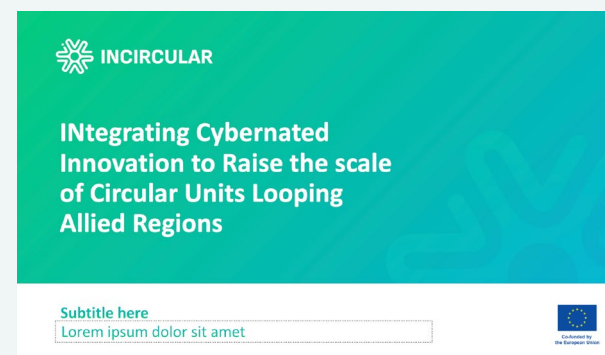 INCIRCULAR
INtegrating Cybernated
Innovation to Raise the scale
of Circular Units Looping
Allied Regions
Subtitle here
Lorem ipsum dolor sit amet
Co-funded by
the European Union